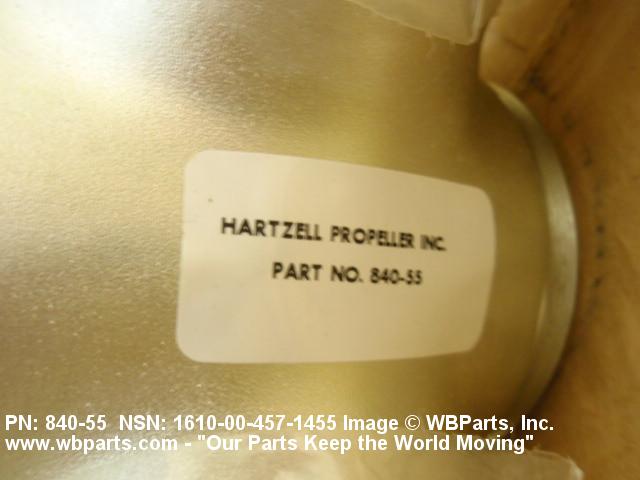 HARTZELL PROPELLER INC.
PART NO. 840-55
PN: 840-55  NSN: 1610-00-457-1455 Image © WBParts, Inc.
www.wbparts.com - "Our Parts Keep the World Moving"